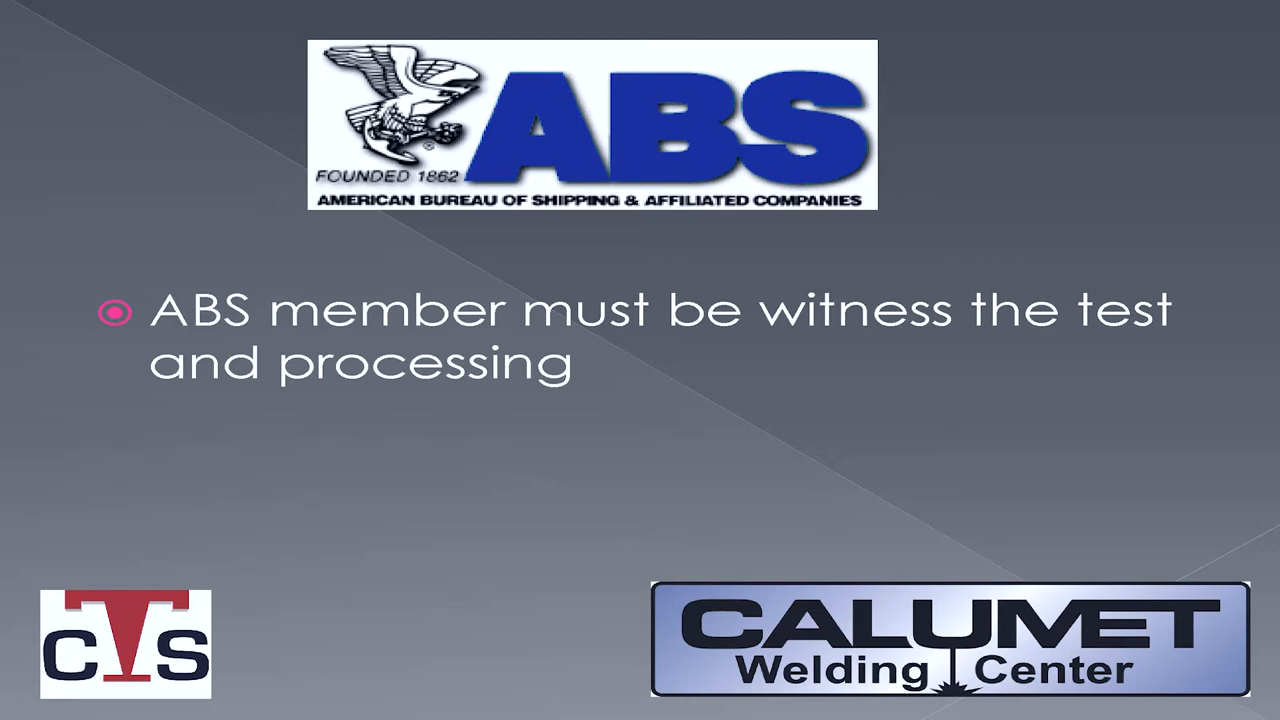 ABS
FOUNDED 1862
AMERICAN BUREAU OF SHIPPING & AFFILIATED COMPANIES
ABS member must be witness the test
and processing
CTS
CALUMET
Welding Center